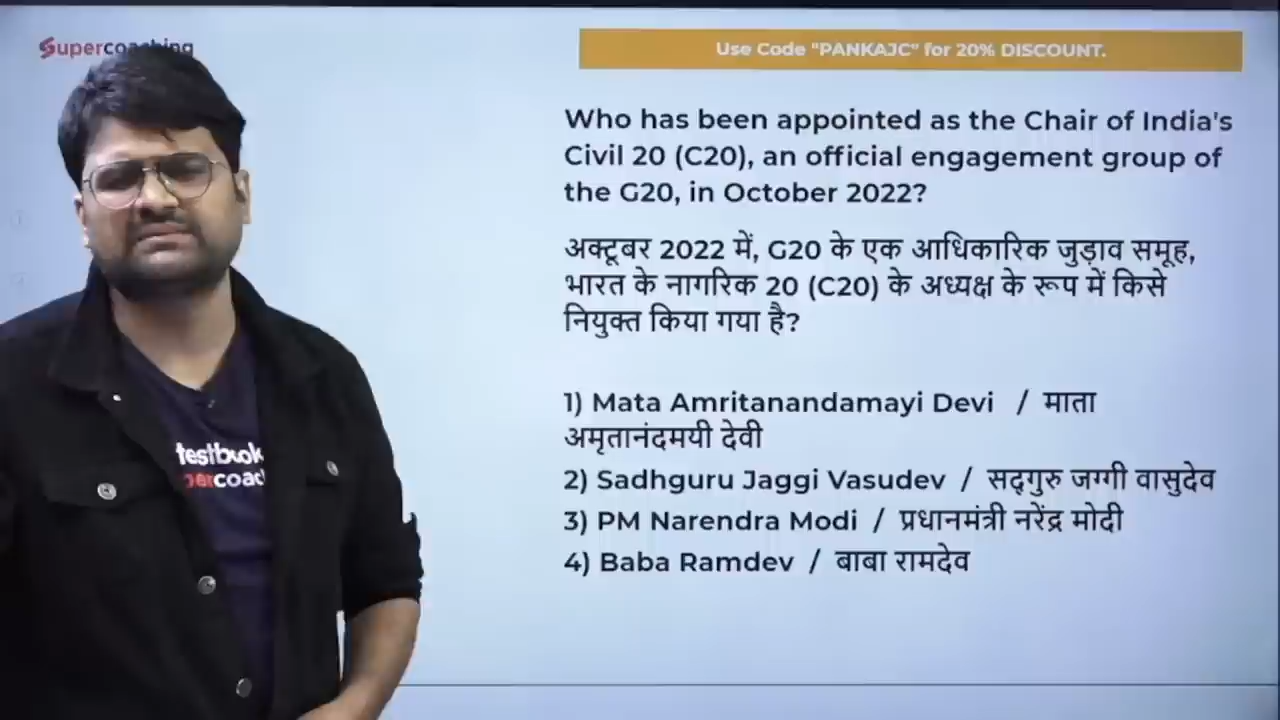 Supercoaching
Use Code "PANKAJC" for 20% DISCOUNT.
Who has been appointed as the Chair of India's
Civil 20 (C20), an official engagement group of
the G20, in October 2022?
अक्टूबर 2022 में, G20 के एक आधिकारिक जुड़ाव समूह,
भारत के नागरिक 20 (C20) के अध्यक्ष के रूप में किसे
नियुक्त किया गया है?
1) Mata Amritanandamayi Devi / माता
अमृतानंदमयी देवी
2) Sadhguru Jaggi Vasudev / सद्गुरु जग्गी वासुदेव
3) PM Narendra Modi / प्रधानमंत्री नरेंद्र मोदी
4) Baba Ramdev / बाबा रामदेव
testbook
percoac